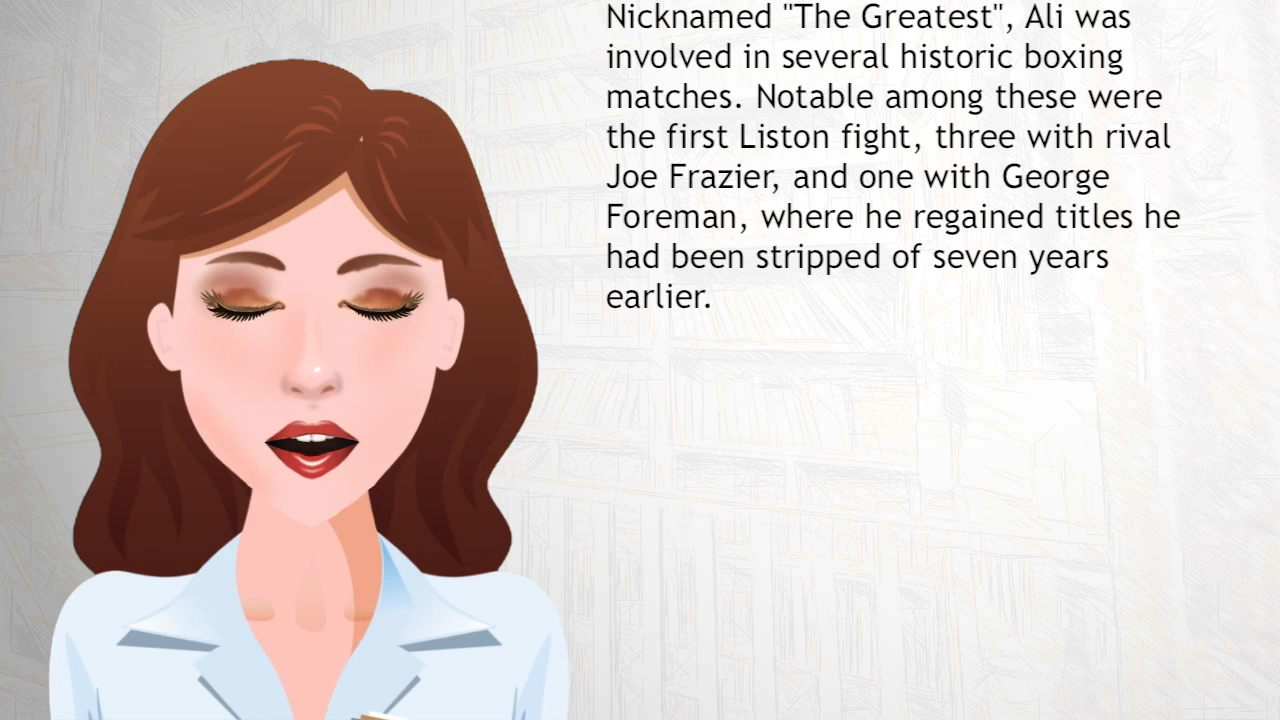 Nicknamed "The Greatest", Ali was
involved in several historic boxing
matches. Notable among these were
the first Liston fight, three with rival
Joe Frazier, and one with George
Foreman, where he regained titles he
had been stripped of seven years
earlier.